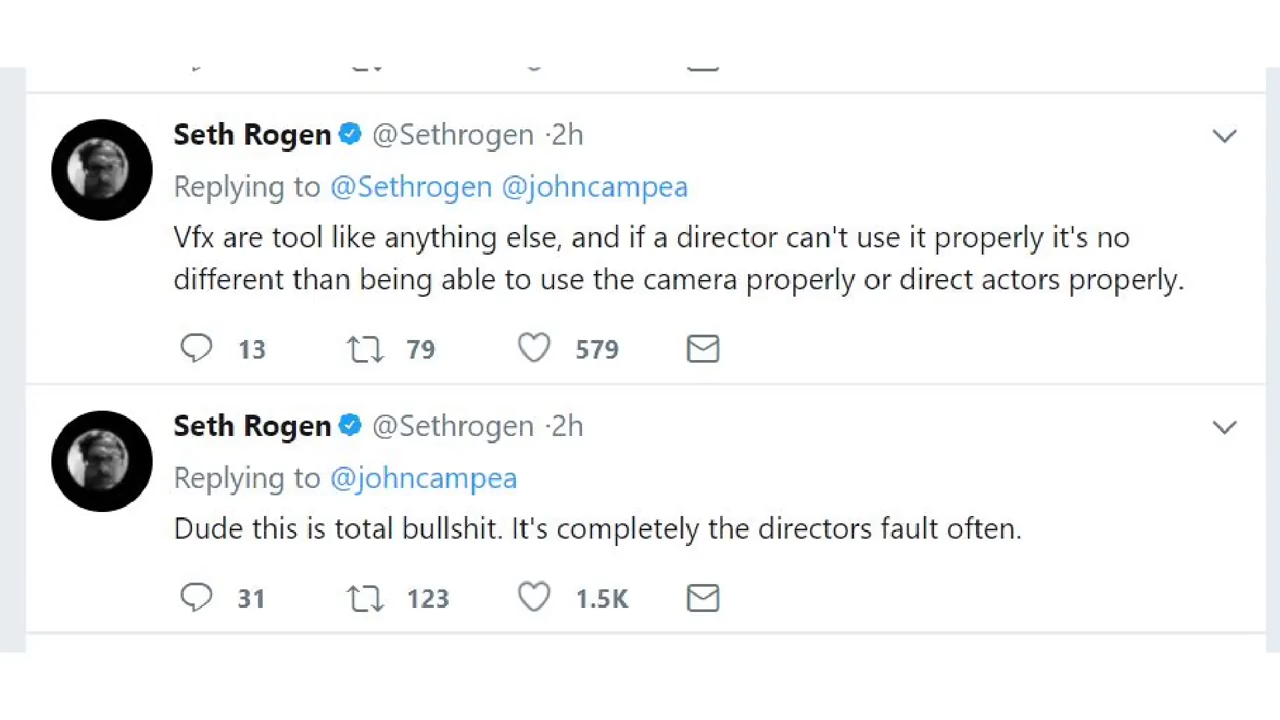 Seth Rogen @Sethrogen ·2h
Replying to @Sethrogen @johncampea
Vfx are tool like anything else, and if a director can't use it properly it's no
different than being able to use the camera properly or direct actors properly.
13 79 579
Seth Rogen @Sethrogen ·2h
Replying to @johncampea
Dude this is total bullshit. It's completely the directors fault often.
31 123 1.5K